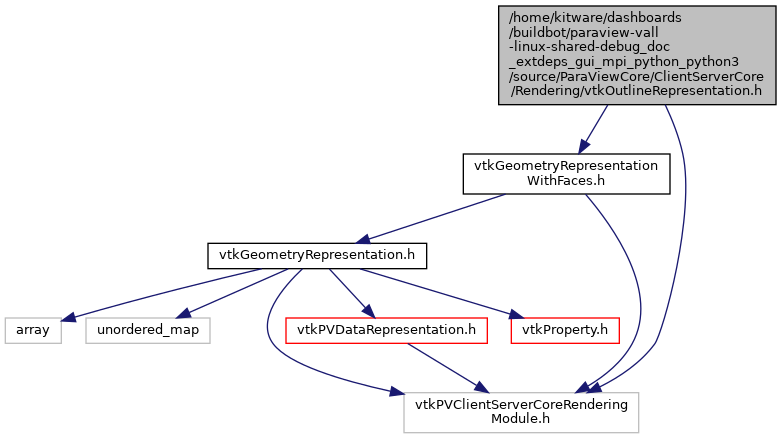 /home/kitware/dashboards
/buildbot/paraview-vall
-linux-shared-debug_doc
_extdeps_gui_mpi_python_python3
/source/ParaViewCore/ClientServerCore
/Rendering/vtkOutlineRepresentation.h
vtkGeometryRepresentation
WithFaces.h
vtkGeometryRepresentation.h
array
unordered_map
vtkPVDataRepresentation.h
vtkProperty.h
vtkPVClientServerCoreRendering
Module.h